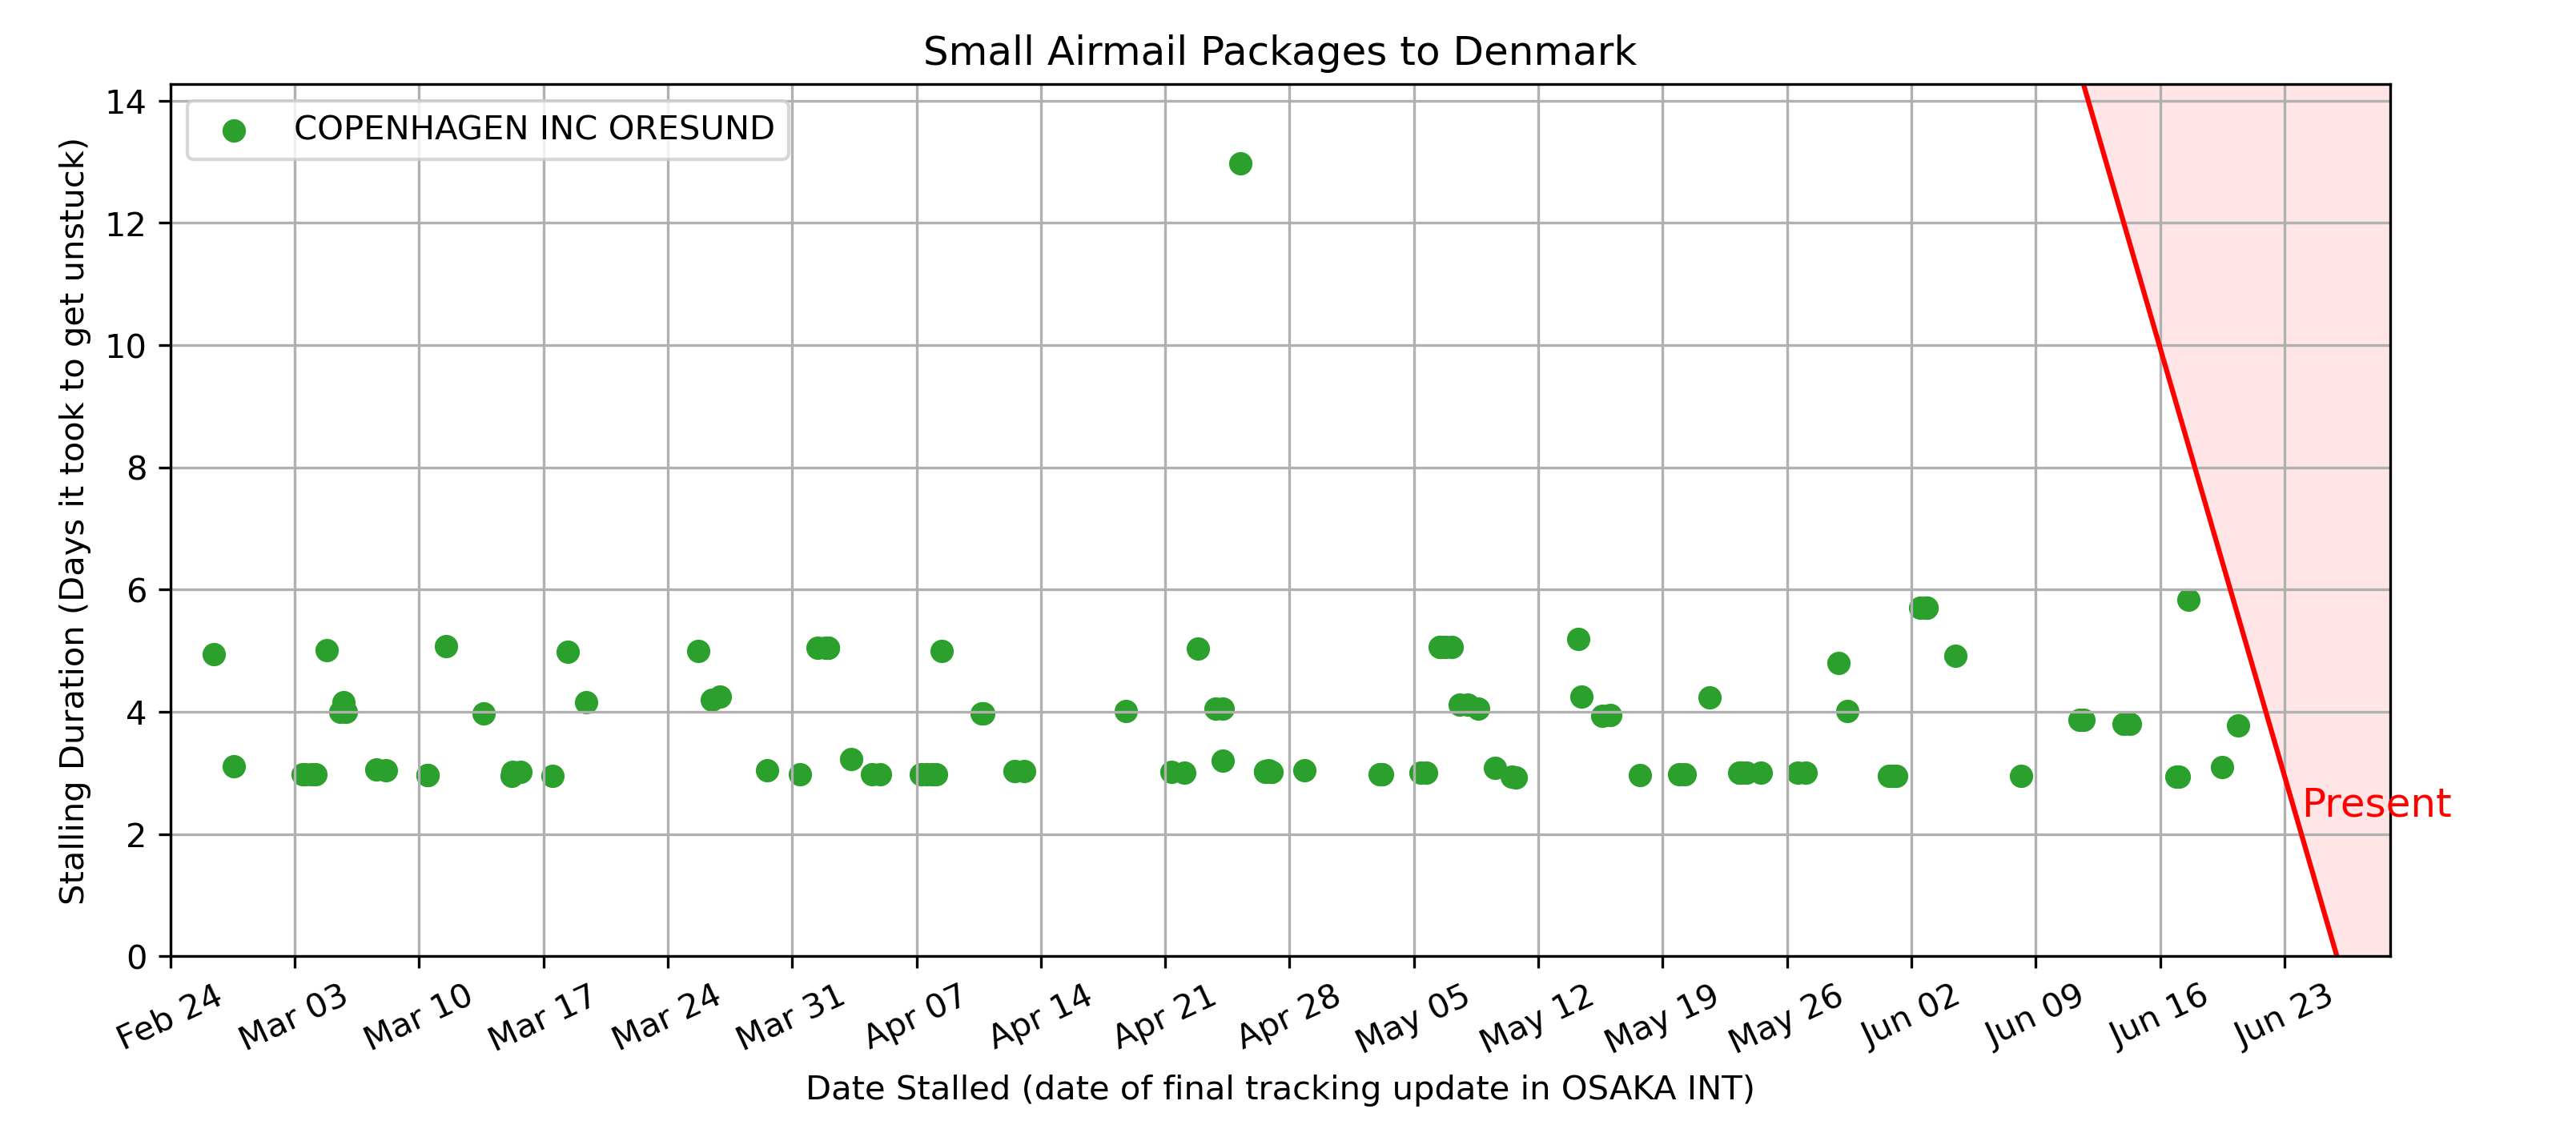 Small Airmail Packages to Denmark
COPENHAGEN INC ORESUND
Stalling Duration (Days it took to get unstuck)
14
12
10
8
6
4
2
0
Present
Feb 24
Mar 03
Mar 10
Mar 17
Mar 24
Mar 31
Apr 07
Apr 14
Apr 21
Apr 28
May 05
May 12
May 19
May 26
Jun 02
Jun 09
Jun 16
Jun 23
Date Stalled (date of final tracking update in OSAKA INT)